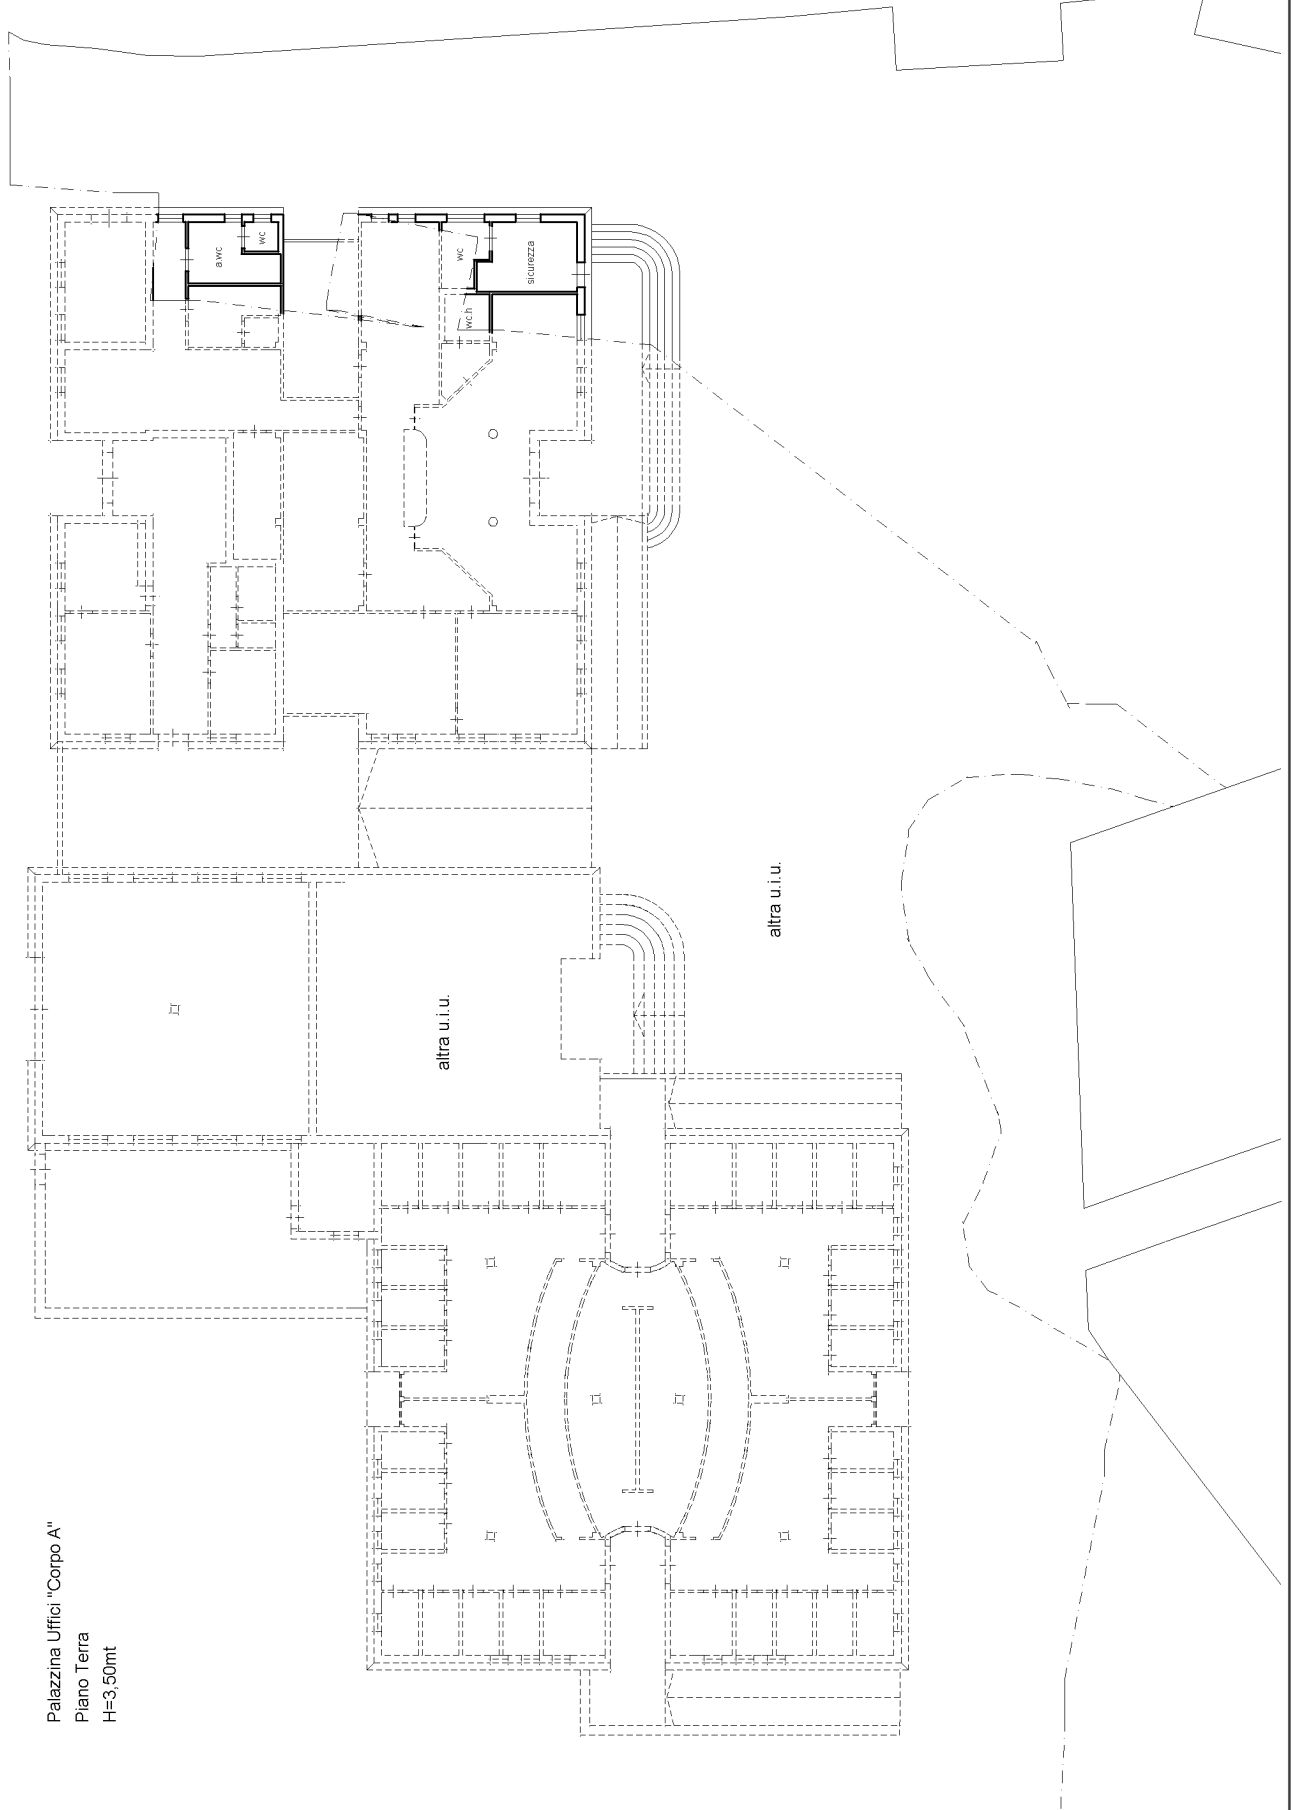 Palazzina Uffici "Corpo A"
Piano Terra
H=3,50mt
altra u.i.u.
altra u.i.u.
a.wc
wc
wc
wc.h
sicurezza